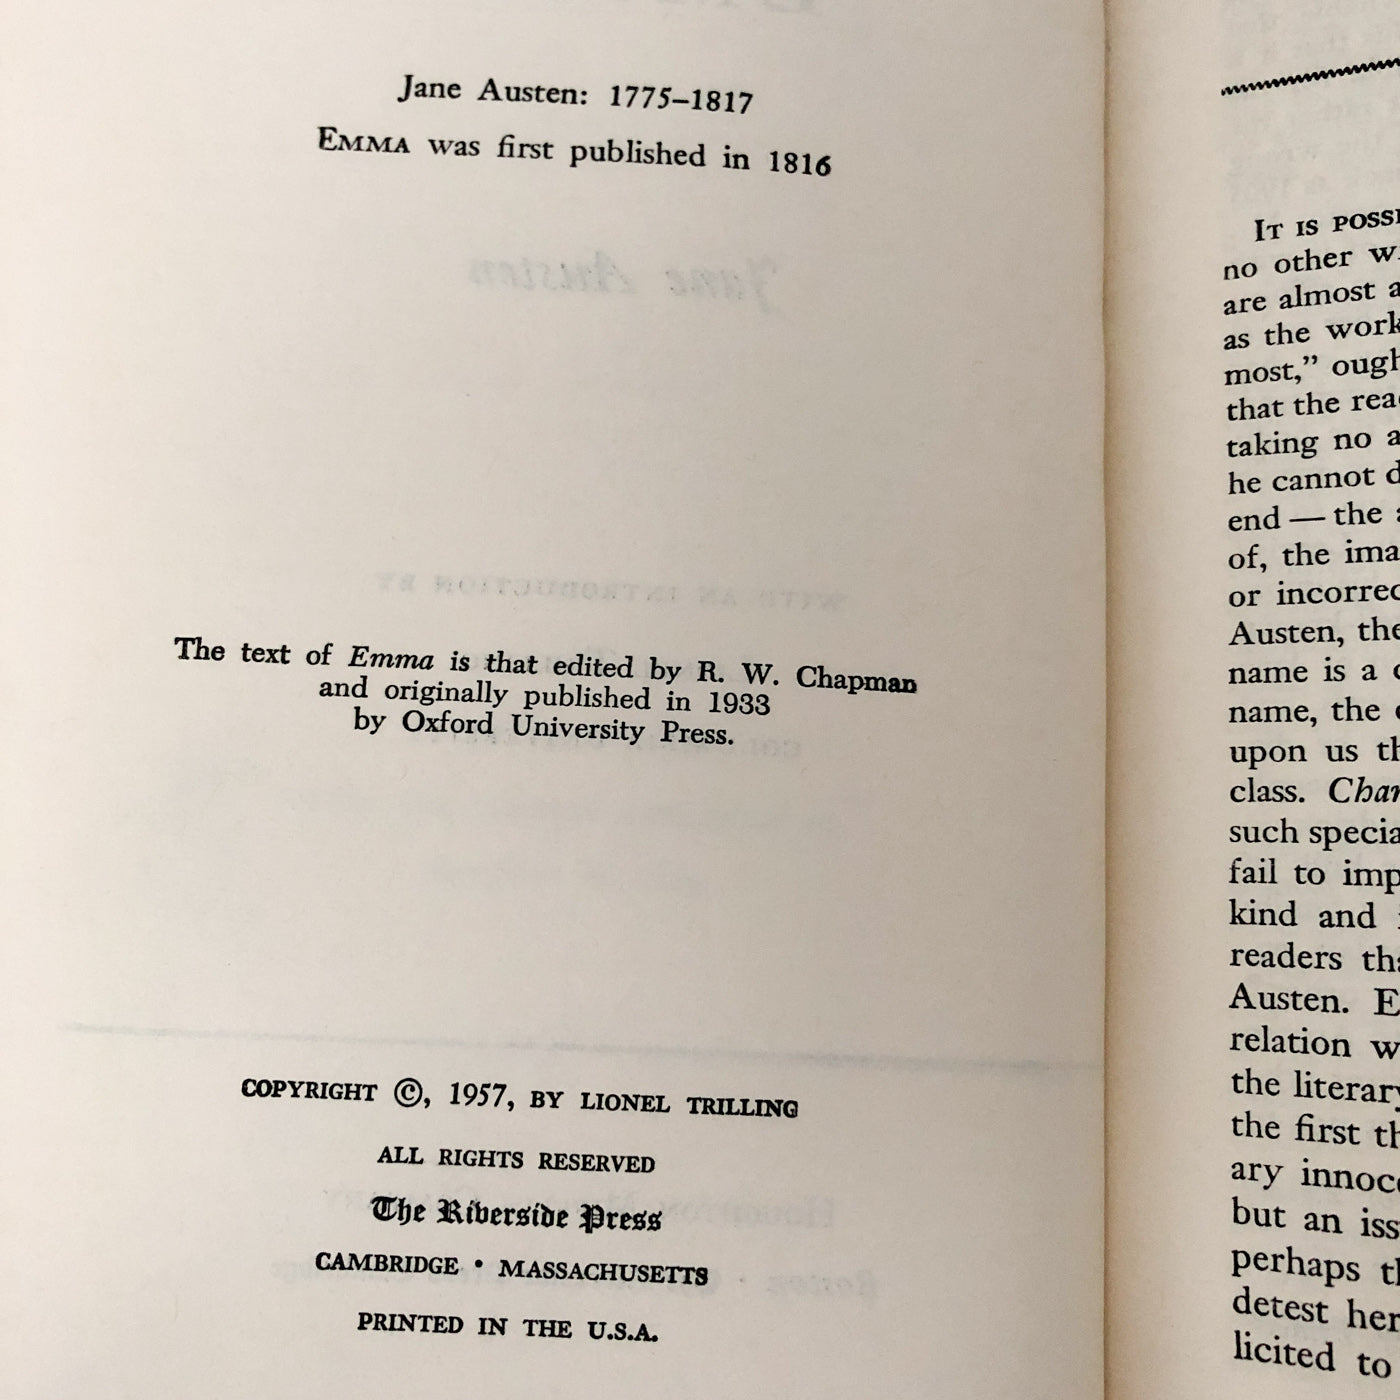 Jane Austen: 1775–1817
EMMA was first published in 1816
The text of Emma is that edited by R. W. Chapman
and originally published in 1933
by Oxford University Press.
COPYRIGHT ©, 1957, BY LIONEL TRILLING
ALL RIGHTS RESERVED
The Riverside Press
CAMBRIDGE • MASSACHUSETTS
PRINTED IN THE U.S.A.
IT IS
no other
are almost
as the
most,”
that the
taking no
he cannot
end — the
of, the
or
Austen, the
name is a
name, the
upon us
class.
such
fail to
kind and
readers
Austen.
relation
the
the first
ary
but an
perhaps
detest her
licited to